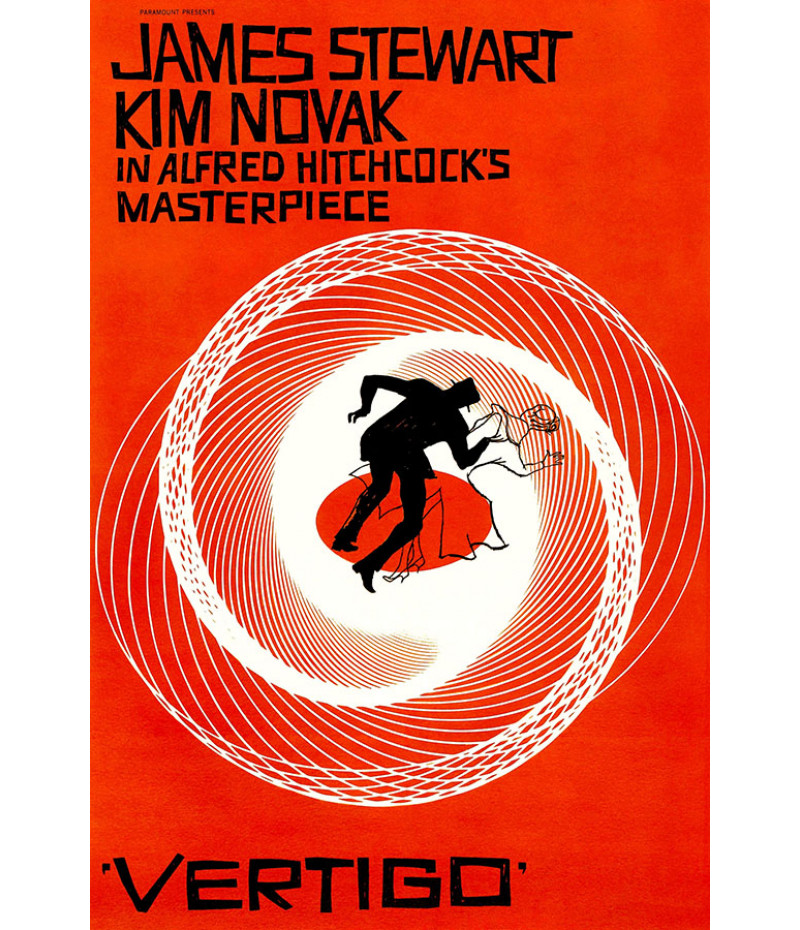 PARAMOUNT PRESENTS
JAMES STEWART
KIM NOVAK
IN ALFRED HITCHCOCK'S
MASTERPIECE
'VERTIGO'